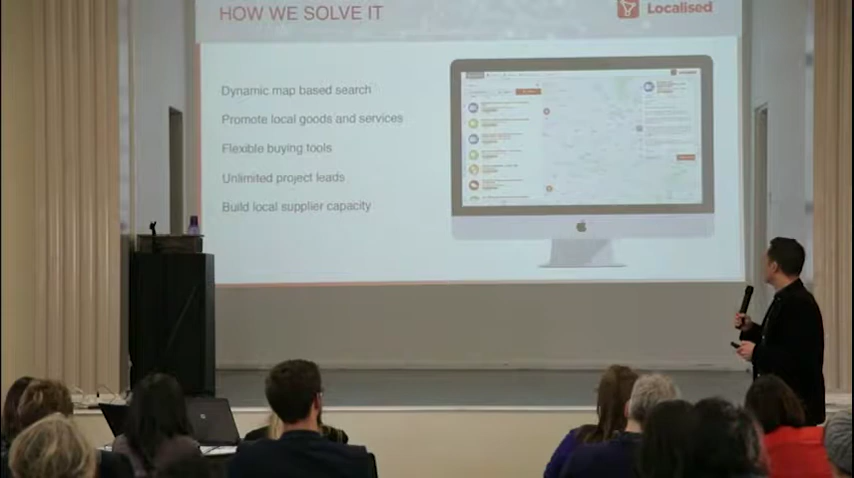 HOW WE SOLVE IT
Localised
Dynamic map based search
Promote local goods and services
Flexible buying tools
Unlimited project leads
Build local supplier capacity